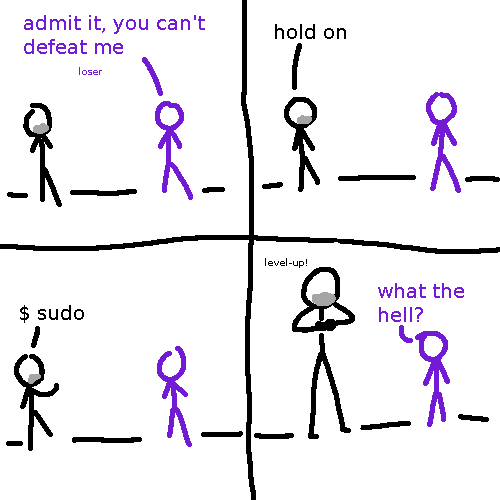 admit it, you can't
defeat me
loser
hold on
$ sudo
level-up!
what the
hell?